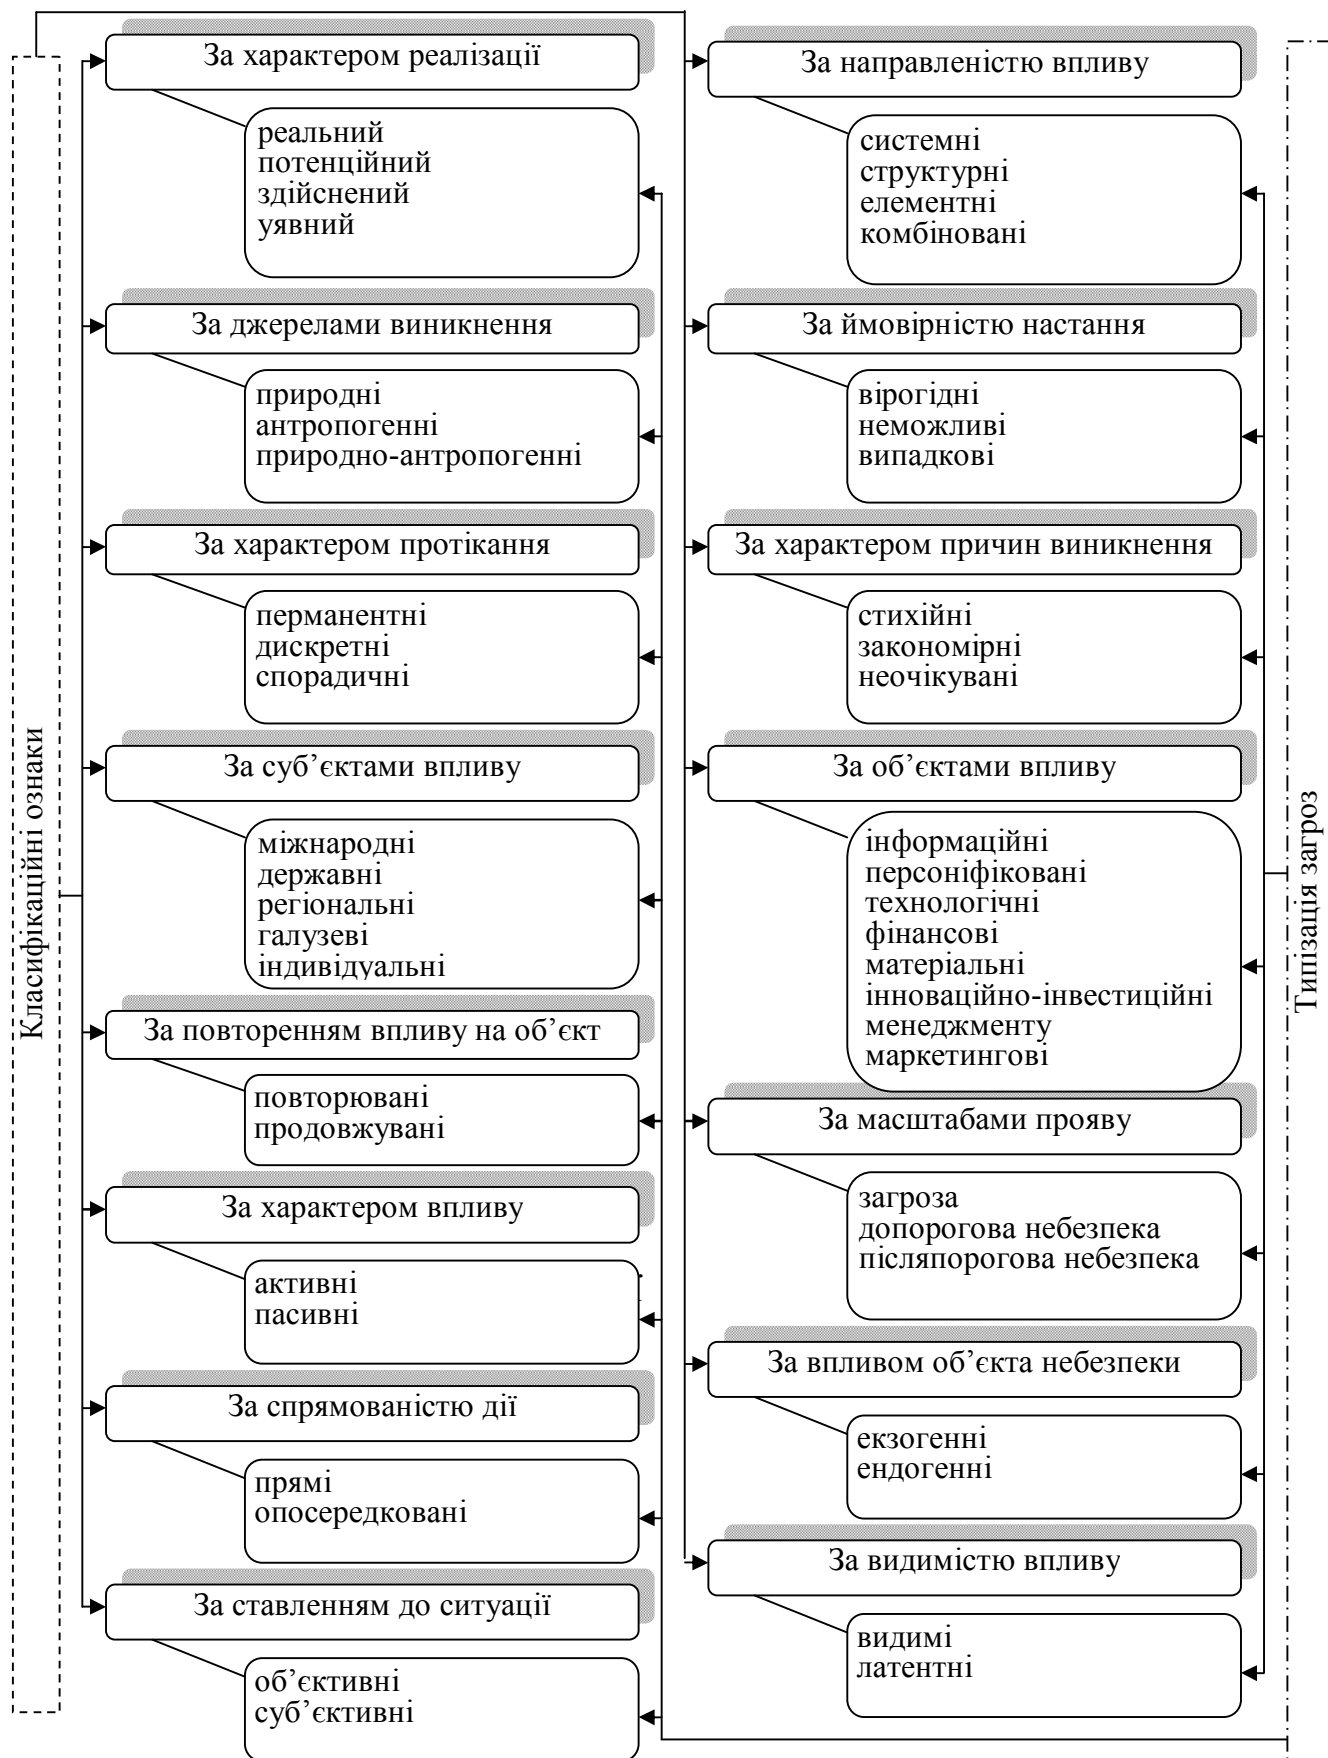 Класифікаційні ознаки
За характером реалізації
реальний
потенційний
здійснений
уявний
За джерелами виникнення
природні
антропогенні
природно-антропогенні
За характером протікання
перманентні
дискретні
спорадичні
За суб’єктами впливу
міжнародні
державні
регіональні
галузеві
індивідуальні
За повторенням впливу на об’єкт
повторювані
продовжувані
За характером впливу
активні
пасивні
За спрямованістю дії
прямі
опосередковані
За ставленням до ситуації
об’єктивні
суб’єктивні
За направленістю впливу
системні
структурні
елементні
комбіновані
За ймовірністю настання
вірогідні
неможливі
випадкові
За характером причин виникнення
стихійні
закономірні
неочікувані
За об’єктами впливу
інформаційні
персоніфіковані
технологічні
фінансові
матеріальні
інноваційно-інвестиційні
менеджменту
маркетингові
За масштабами прояву
загроза
допорогова небезпека
післяпорогова небезпека
За впливом об’єкта небезпеки
екзогенні
ендогенні
За видимістю впливу
видимі
латентні
Типізація загроз